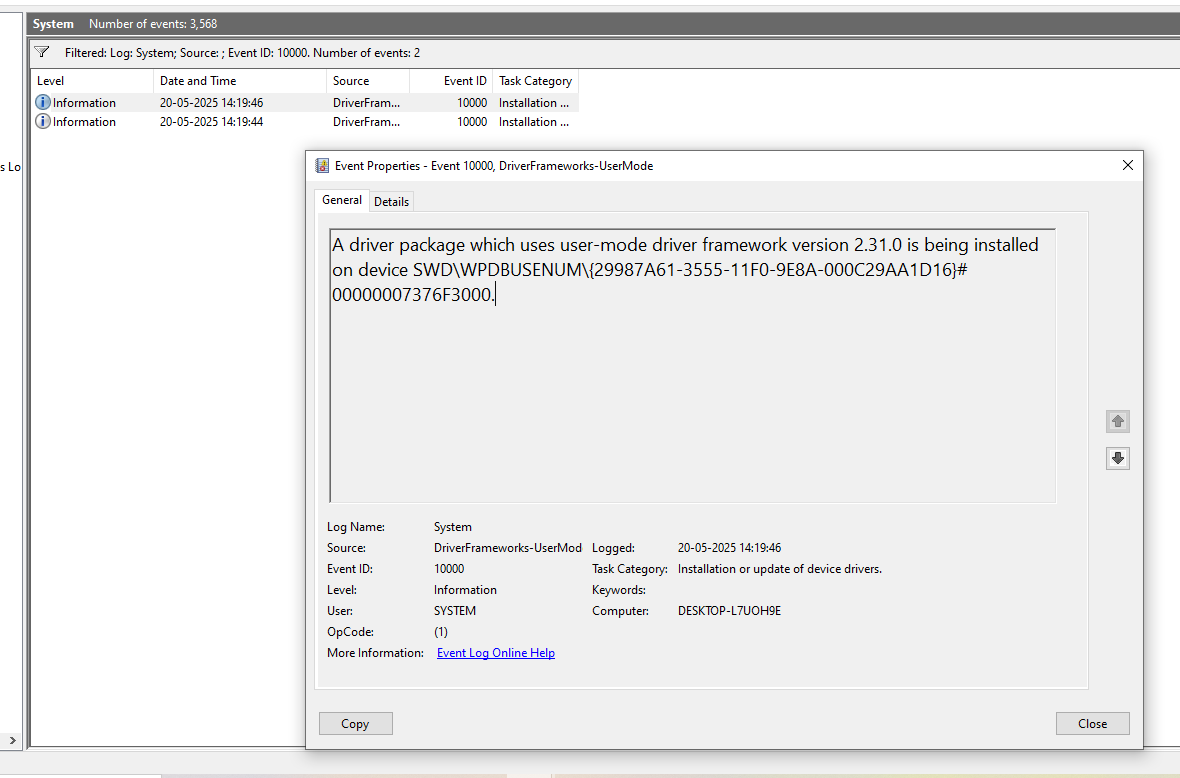 System Number of events: 3,568
Filtered: Log: System; Source: ; Event ID: 10000. Number of events: 2
Level Date and Time Source Event ID Task Category
Information 20-05-2025 14:19:46 DriverFram... 10000 Installation ...
Information 20-05-2025 14:19:44 DriverFram... 10000 Installation ...
s Lo
Event Properties - Event 10000, DriverFrameworks-UserMode
General Details
A driver package which uses user-mode driver framework version 2.31.0 is being installed
on device SWD\WPDBUSENUM\{29987A61-3555-11F0-9E8A-000C29AA1D16}#
00000007376F3000.
Log Name: System
Source: DriverFrameworks-UserMod Logged: 20-05-2025 14:19:46
Event ID: 10000 Task Category: Installation or update of device drivers.
Level: Information Keywords:
User: SYSTEM Computer: DESKTOP-L7UOH9E
OpCode: (1)
More Information: Event Log Online Help
Copy Close